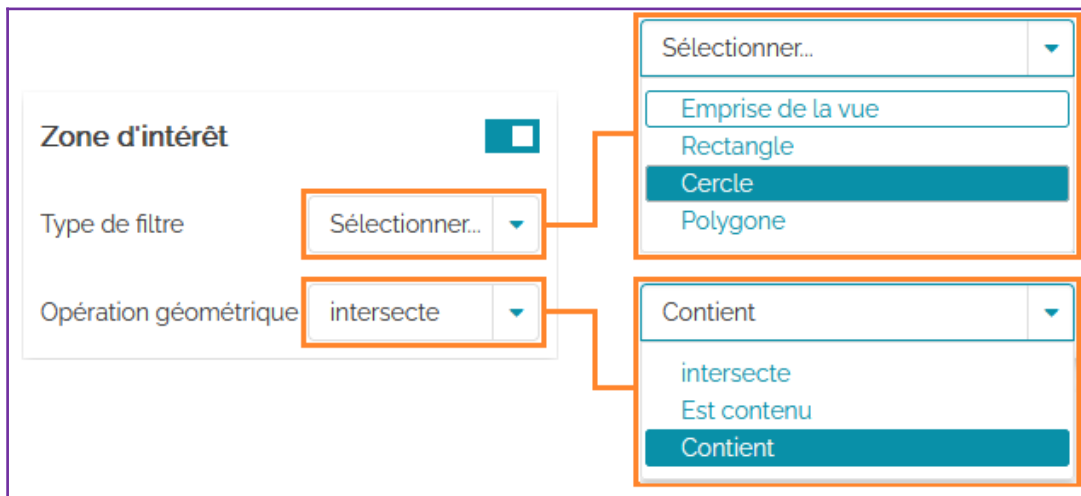 Zone d'intérêt
Type de filtre
Sélectionner...
Opération géométrique
intersecte
Sélectionner...
Emprise de la vue
Rectangle
Cercle
Polygone
Contient
intersecte
Est contenu
Contient